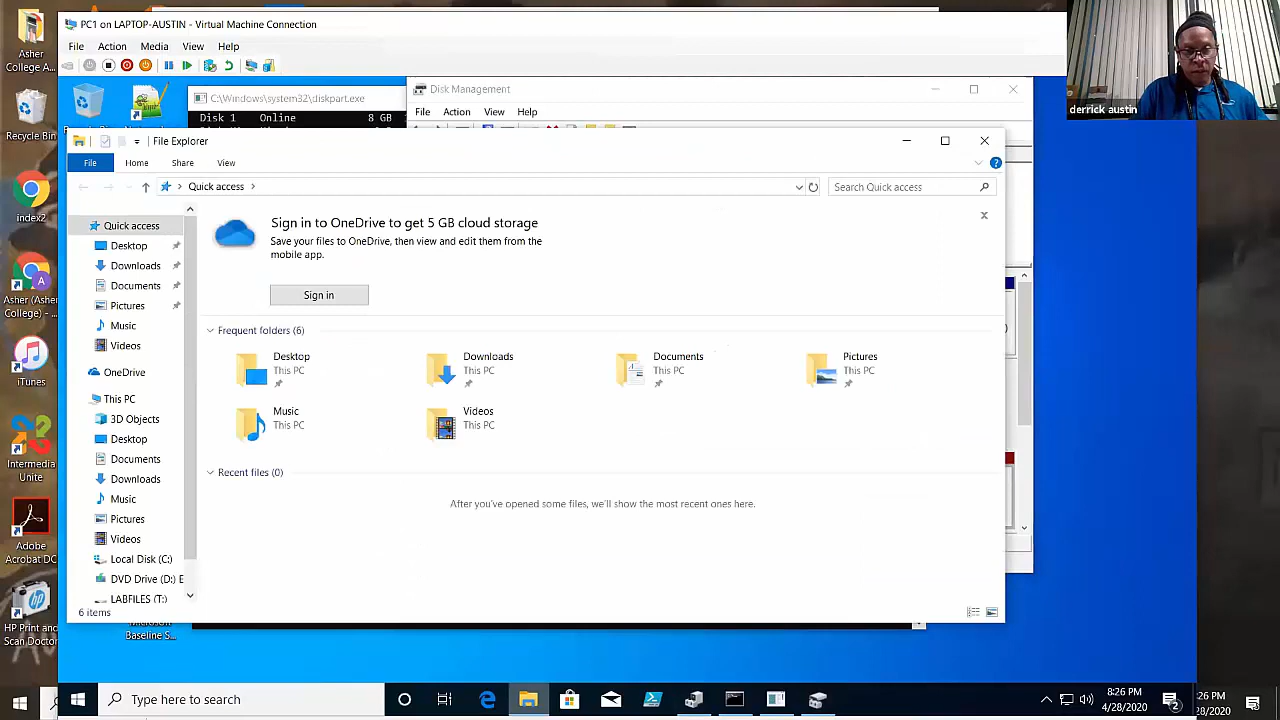 PC1 on LAPTOP-AUSTIN - Virtual Machine Connection
File Action Media View Help
Asher
College A...
Recycle Bin
index2
Asher (Asher
College) -...
iTunes
Intermedia
Unite
Adobe
Acrobat DC
HP Print and
Scan Doctor
C:\Windows\system32\diskpart.exe
Disk 1 Online 8 GB
Disk Management
File Action View Help
File Explorer
File Home Share View
Quick access
Search Quick access
Quick access
Desktop
Downloads
Documents
Pictures
Music
Videos
OneDrive
This PC
3D Objects
Desktop
Documents
Downloads
Music
Pictures
Videos
Local Disk (C:)
DVD Drive (D:) E
LABFILES (T:)
6 items
Sign in to OneDrive to get 5 GB cloud storage
Save your files to OneDrive, then view and edit them from the
mobile app.
Sign in
Frequent folders (6)
Desktop
This PC
Downloads
This PC
Documents
This PC
Pictures
This PC
Music
This PC
Videos
This PC
Recent files (0)
After you've opened some files, we'll show the most recent ones here.
Baseline S...
Type here to search
8:26 PM
4/28/2020
2
:26 PM
/28/2020
derrick austin